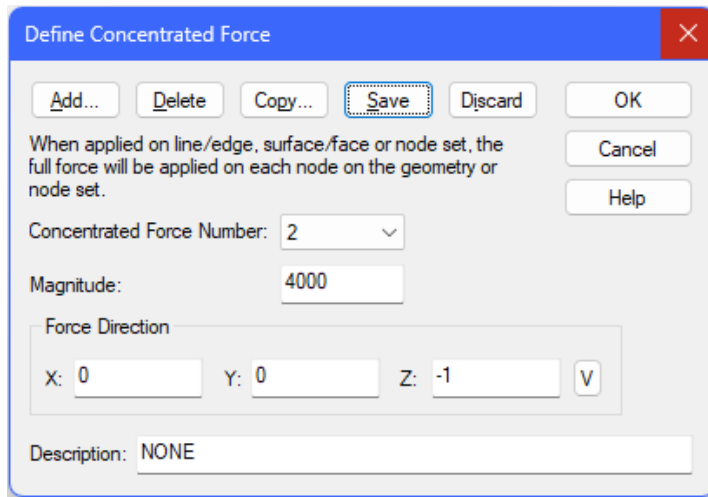 Define Concentrated Force
Add... Delete Copy... Save Discard OK
When applied on line/edge, surface/face or node set, the
full force will be applied on each node on the geometry or
node set.
Cancel
Help
Concentrated Force Number: 2
Magnitude: 4000
Force Direction
X: 0 Y: 0 Z: -1 V
Description: NONE